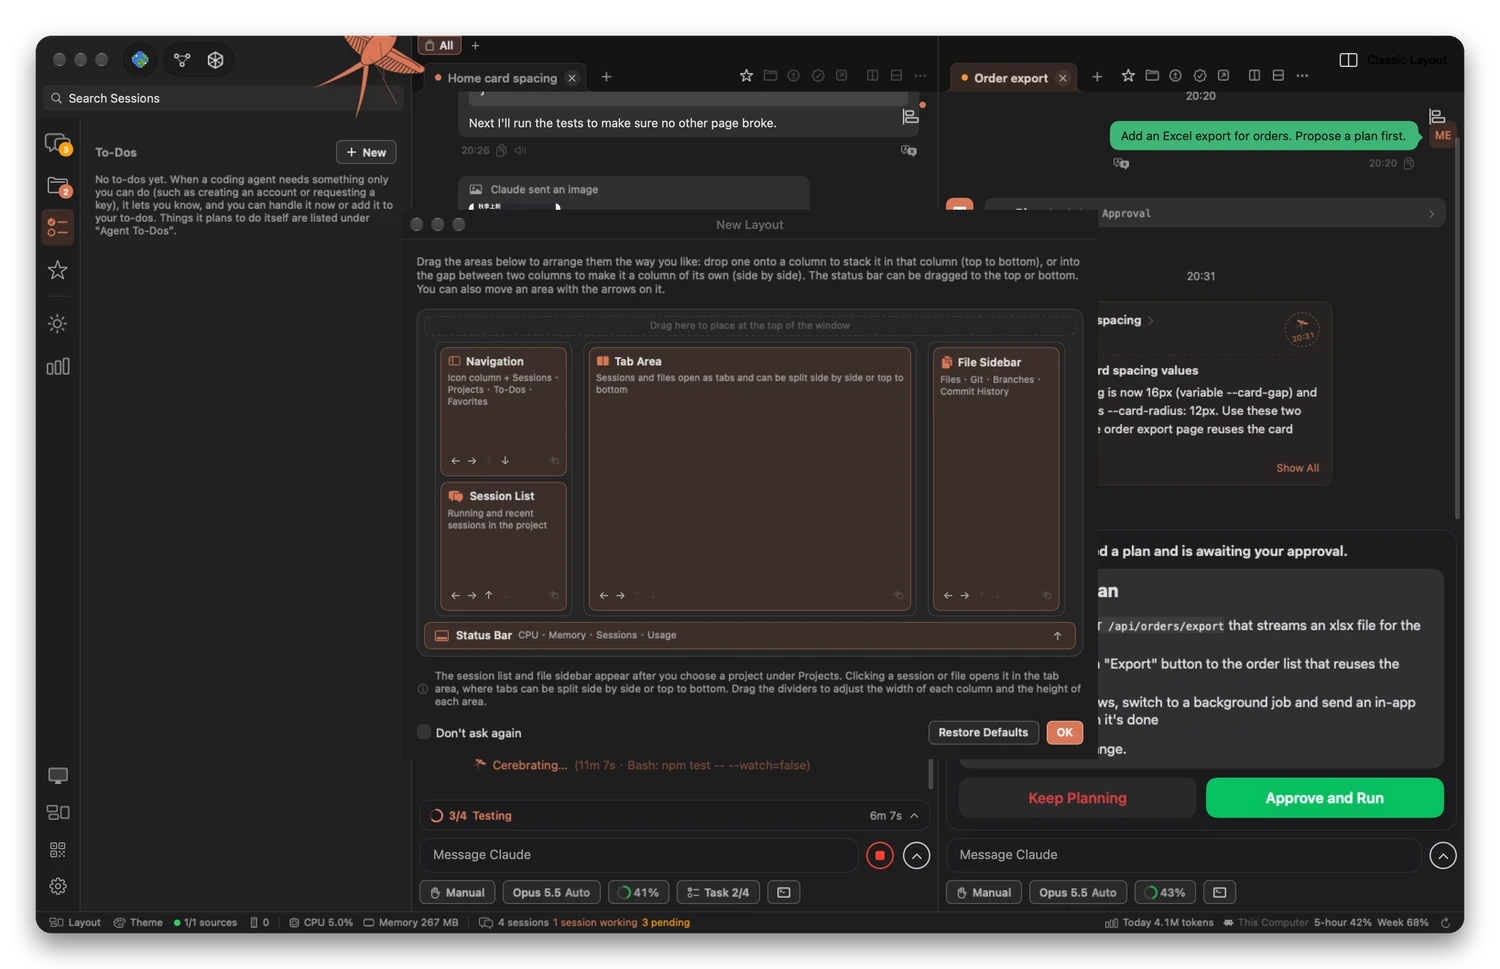 All
Classic Layout
Home card spacing
Order export
Search Sessions
20:20
Next I'll run the tests to make sure no other page broke.
Add an Excel export for orders. Propose a plan first.
ME
To-Dos
New
20:26
20:20
3
2
No to-dos yet. When a coding agent needs something only
you can do (such as creating an account or requesting a
key), it lets you know, and you can handle it now or add it to
your to-dos. Things it plans to do itself are listed under
“Agent To-Dos”.
Claude sent an image
秋季上新
Approval
New Layout
Drag the areas below to arrange them the way you like: drop one onto a column to stack it in that column (top to bottom), or into
the gap between two columns to make it a column of its own (side by side). The status bar can be dragged to the top or bottom.
You can also move an area with the arrows on it.
20:31
Drag here to place at the top of the window
Navigation
Icon column + Sessions ·
Projects · To-Dos ·
Favorites
Tab Area
Sessions and files open as tabs and can be split side by side or top to
bottom
File Sidebar
Files · Git · Branches ·
Commit History
Session List
Running and recent
sessions in the project
Status Bar CPU · Memory · Sessions · Usage
spacing
20:31
rd spacing values
g is now 16px (variable --card-gap) and
s --card-radius: 12px. Use these two
e order export page reuses the card
Show All
The session list and file sidebar appear after you choose a project under Projects. Clicking a session or file opens it in the tab
area, where tabs can be split side by side or top to bottom. Drag the dividers to adjust the width of each column and the height of
each area.
Don't ask again
Restore Defaults
OK
d a plan and is awaiting your approval.
an
T /api/orders/export that streams an xlsx file for the
"Export" button to the order list that reuses the
ws, switch to a background job and send an in-app
it's done
nge.
Keep Planning
Approve and Run
Cerebrating... (11m 7s · Bash: npm test -- --watch=false)
3/4 Testing
6m 7s
Message Claude
Message Claude
Manual
Opus 5.5 Auto
41%
Task 2/4
Manual
Opus 5.5 Auto
43%
Layout
Theme
1/1 sources
0
CPU 5.0%
Memory 267 MB
4 sessions 1 session working 3 pending
Today 4.1M tokens
This Computer
5-hour 42% Week 68%